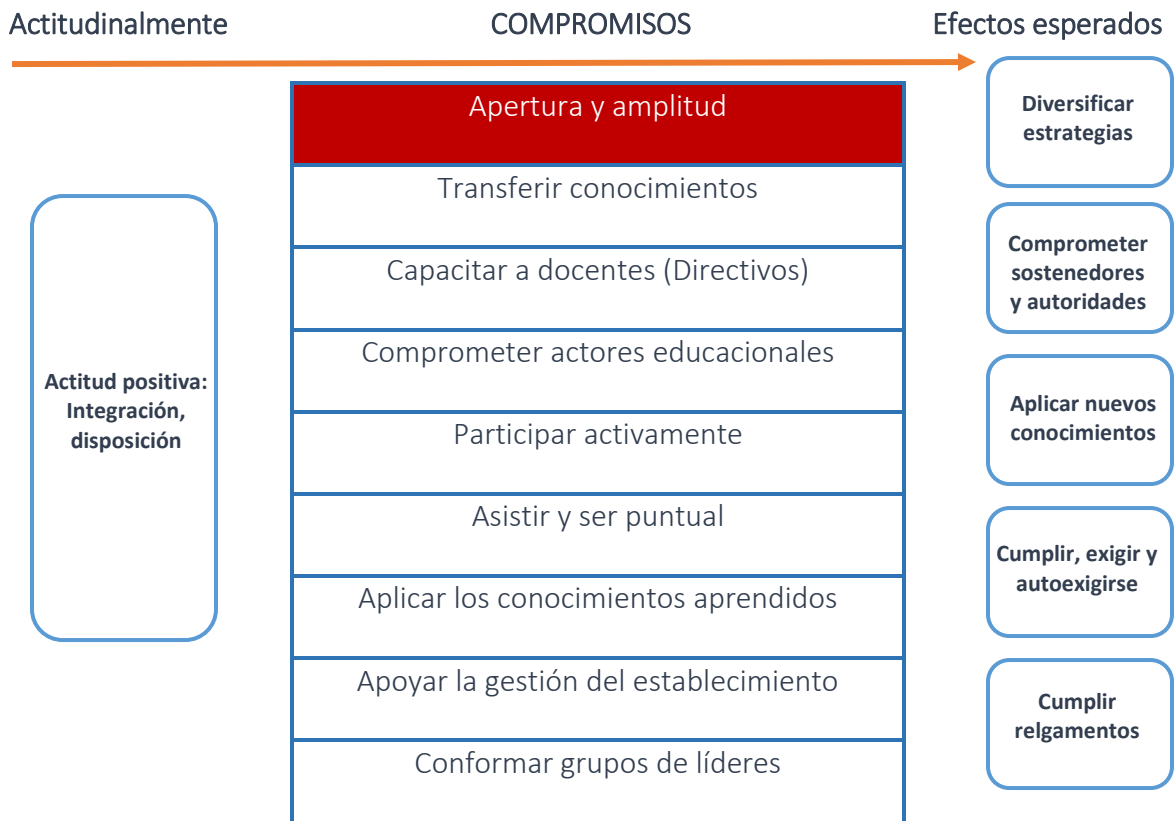 Actitudinalmente
COMPROMISOS
Efectos esperados
Apertura y amplitud
Transferir conocimientos
Capacitar a docentes (Directivos)
Comprometer actores educacionales
Participar activamente
Asistir y ser puntual
Aplicar los conocimientos aprendidos
Apoyar la gestión del establecimiento
Conformar grupos de líderes
Actitud positiva:
Integración,
disposición
Diversificar
estrategias
Comprometer
sostenedores
y autoridades
Aplicar nuevos
conocimientos
Cumplir, exigir y
autoexigirse
Cumplir
relgamentos